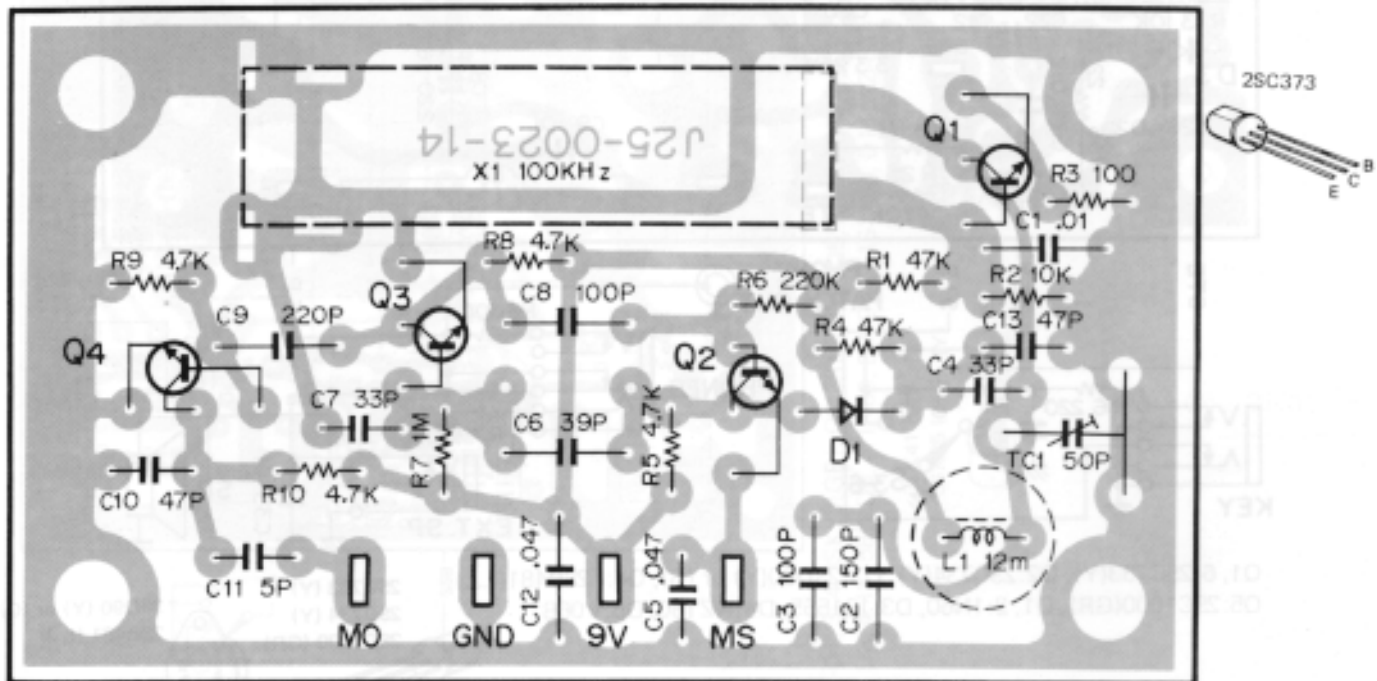 2SC373
B
C
E
Q1
J25-0023-14
X1 100KHz
R3 100
C1 .01
R8 4.7K
R9 4.7K
R1 47K
R6 220K
R2 10K
Q3
C8 100P
C9 220P
R4 47K
C13 47P
Q4
Q2
C4 33P
C7 33P
C6 39P
R7 1M
R5 4.7K
D1
TC1 50P
KEY
C10 47P
R10 4.7K
EXT. SP
L1 12m
C11 5P
C12 .047
C5 .047
C3 100P
C2 150P
MO
GND
9V
MS